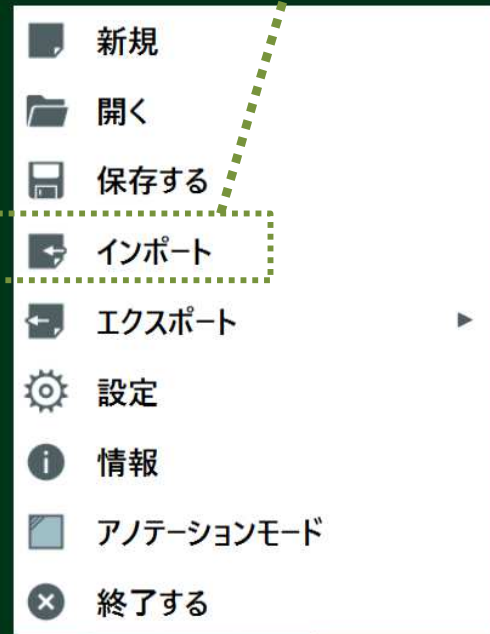 新規
開く
保存する
インポート
エクスポート
設定
情報
アノテーションモード
終了する